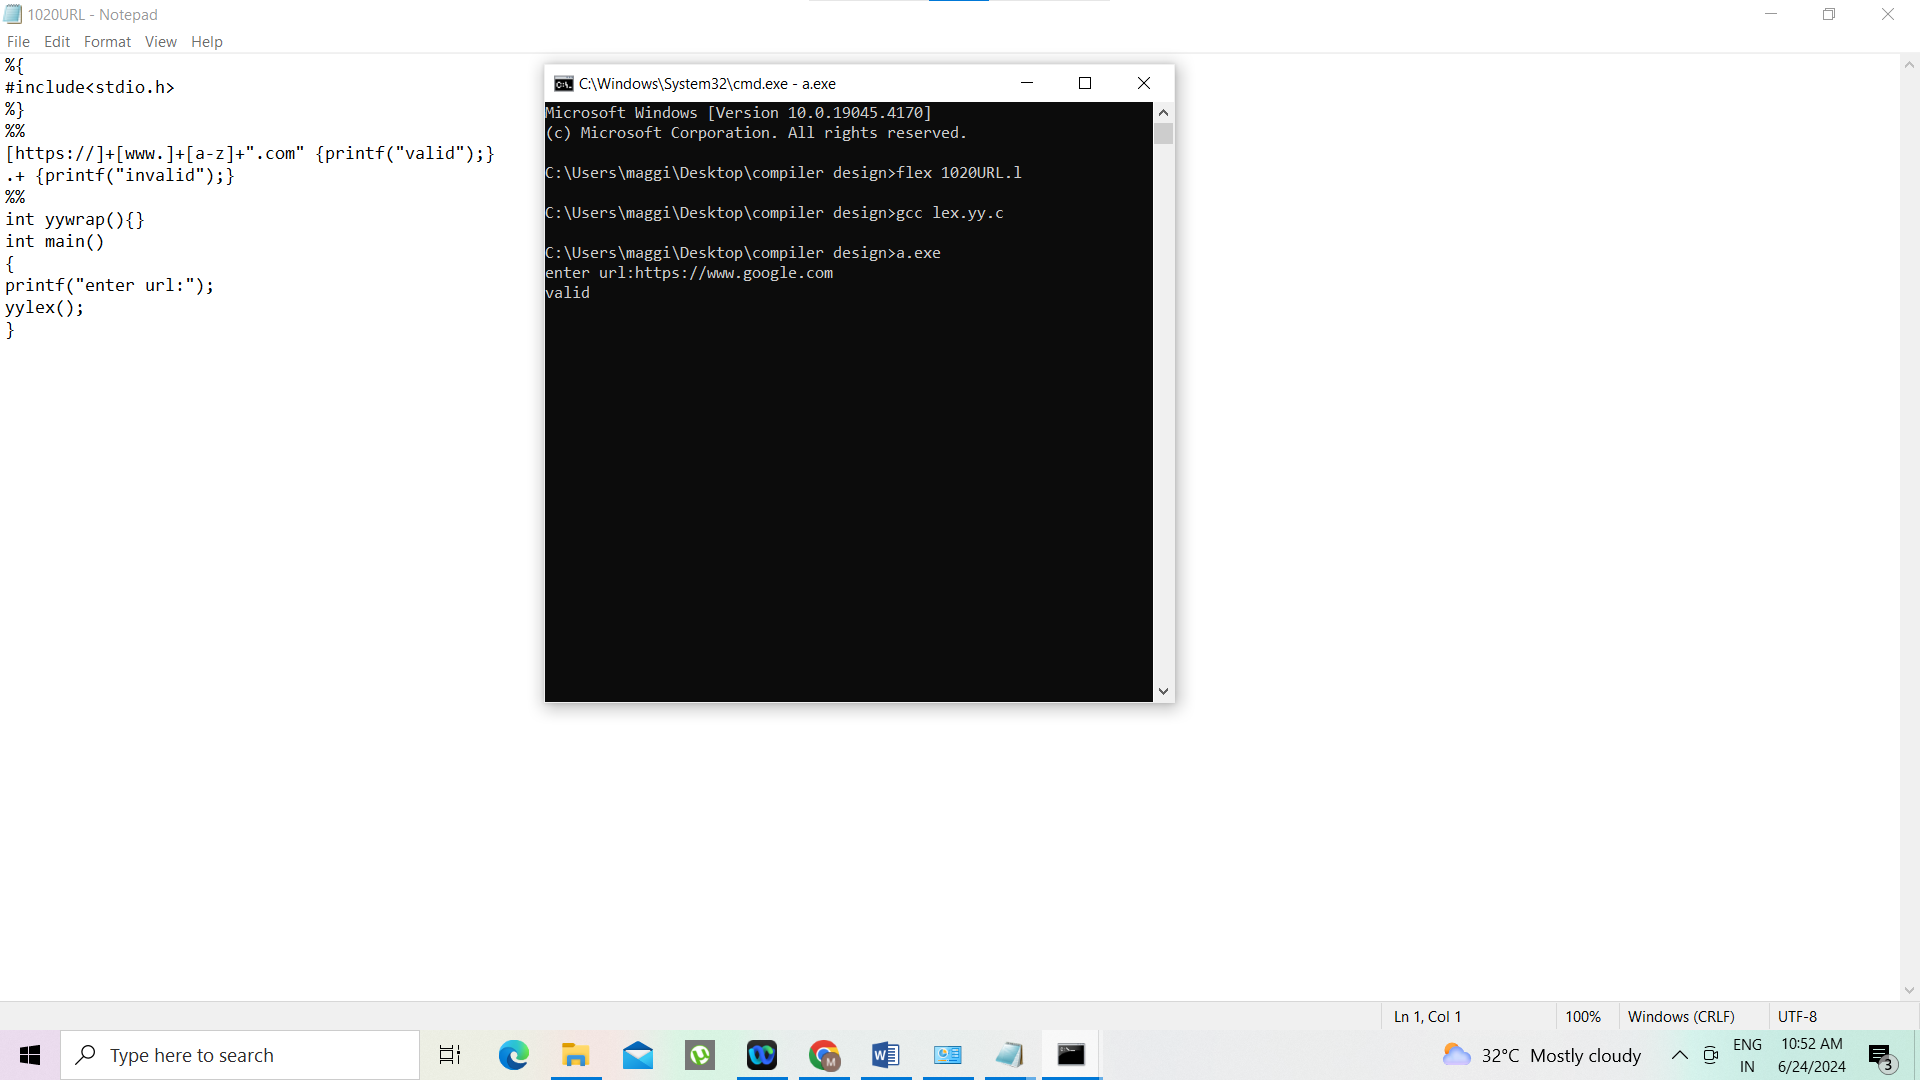 1020URL - Notepad
File Edit Format View Help
%{
#include<stdio.h>
%}
%%
[https://]+[www.]+[a-z]+".com" {printf("valid");}
.+ {printf("invalid");}
%%
int yywrap(){}
int main()
{
printf("enter url:");
yylex();
}
C:\Windows\System32\cmd.exe - a.exe
Microsoft Windows [Version 10.0.19045.4170]
(c) Microsoft Corporation. All rights reserved.
C:\Users\maggi\Desktop\compiler design>flex 1020URL.l
C:\Users\maggi\Desktop\compiler design>gcc lex.yy.c
C:\Users\maggi\Desktop\compiler design>a.exe
enter url:https://www.google.com
valid
Ln 1, Col 1 100% Windows (CRLF) UTF-8
Type here to search
32°C Mostly cloudy
ENG
IN
10:52 AM
6/24/2024
3